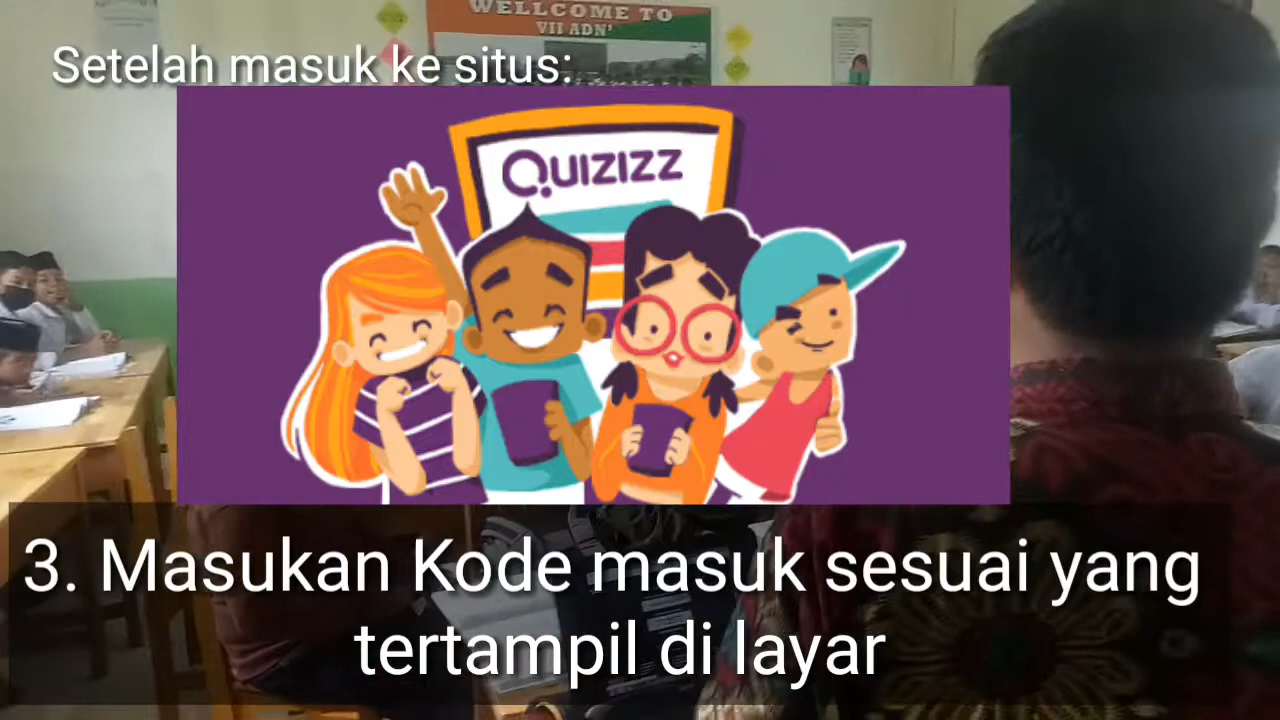 WELLCOME TO
VII ADN'
Setelah masuk ke situs:
QUIZIZZ
3. Masukan Kode masuk sesuai yang
tertampil di layar